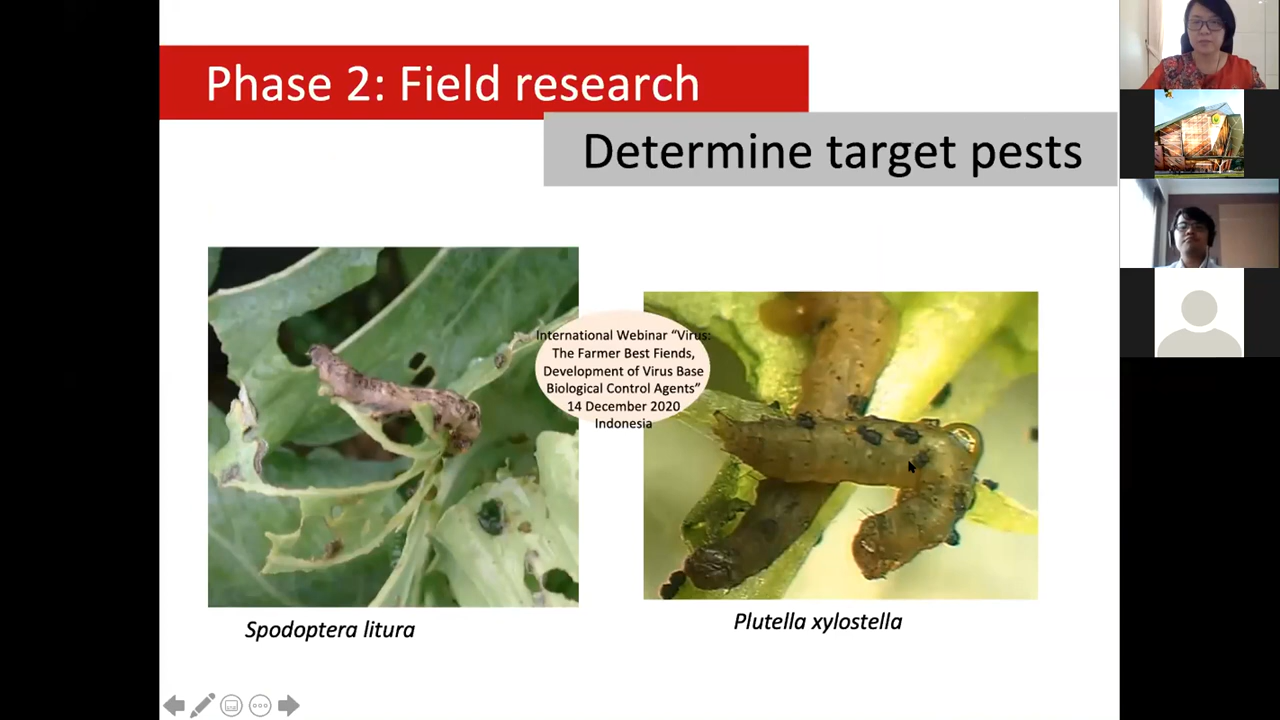 Phase 2: Field research
Determine target pests
International Webinar “Virus:
The Farmer Best Fiends,
Development of Virus Base
Biological Control Agents”
14 December 2020
Indonesia
Spodoptera litura
Plutella xylostella